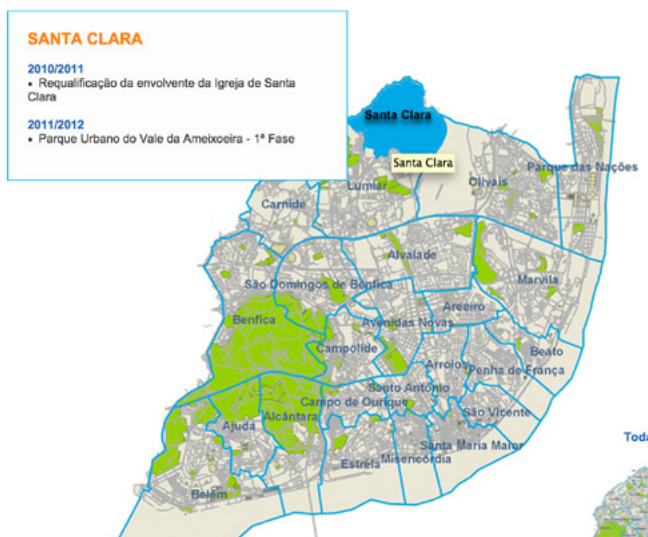 SANTA CLARA
2010/2011
• Requalificação da envolvente da Igreja de Santa
Clara
2011/2012
• Parque Urbano do Vale da Ameixoeira - 1ª Fase
Santa Clara
Santa Clara
Parque das Nações
Lumiar
Olivais
Carnide
Alvalade
Marvila
São Domingos de Benfica
Areeiro
Benfica
Avenidas Novas
Campolide
Beato
Arroios
Penha de França
Santo António
Campo de Ourique
Alcântara
São Vicente
Ajuda
Santa Maria Maior
Misericórdia
Estrela
Belém
Toda